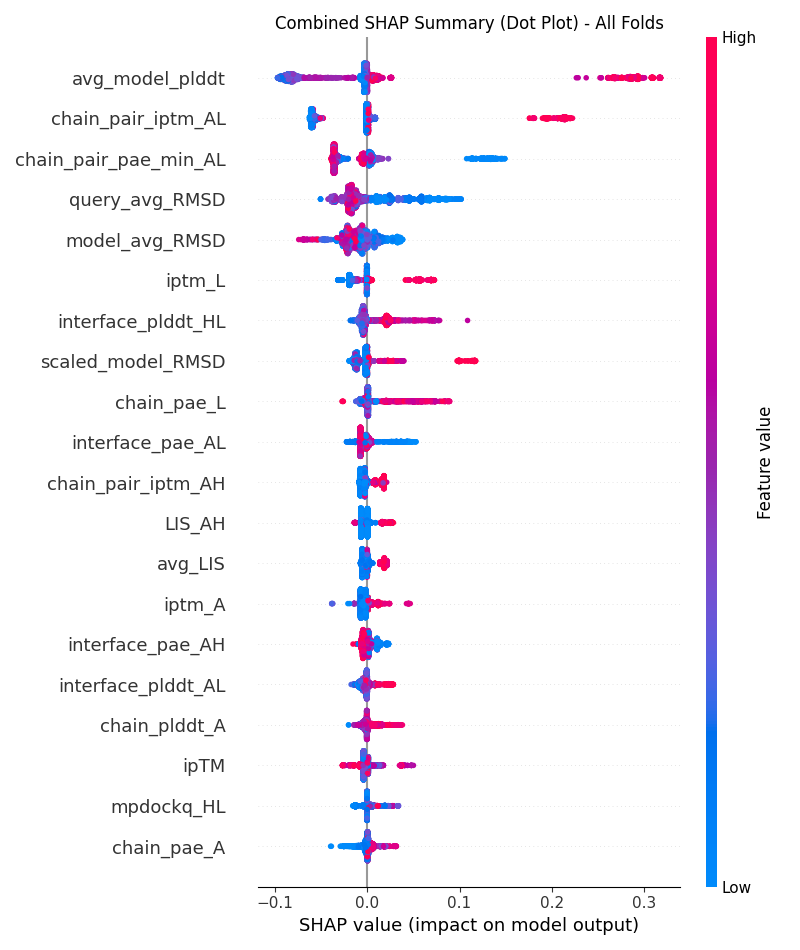 Combined SHAP Summary (Dot Plot) - All Folds
High
avg_model_plddt
chain_pair_iptm_AL
chain_pair_pae_min_AL
query_avg_RMSD
model_avg_RMSD
iptm_L
interface_plddt_HL
scaled_model_RMSD
chain_pae_L
interface_pae_AL
chain_pair_iptm_AH
LIS_AH
avg_LIS
iptm_A
interface_pae_AH
interface_plddt_AL
chain_plddt_A
ipTM
mpdockq_HL
chain_pae_A
Feature value
Low
−0.1 0.0 0.1 0.2 0.3
SHAP value (impact on model output)